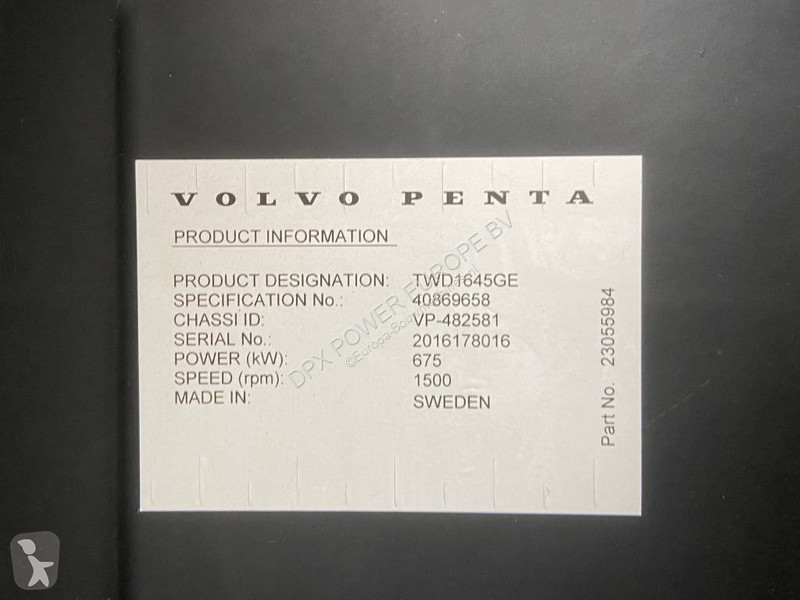 VOLVO PENTA
PRODUCT INFORMATION
PRODUCT DESIGNATION: TWD1645GE
SPECIFICATION No.: 40869658
CHASSI ID: VP-482581
SERIAL No.: 2016178016
POWER (kW): 675
SPEED (rpm): 1500
MADE IN: SWEDEN
Part No. 23055984
DPX POWER EUROPE BV